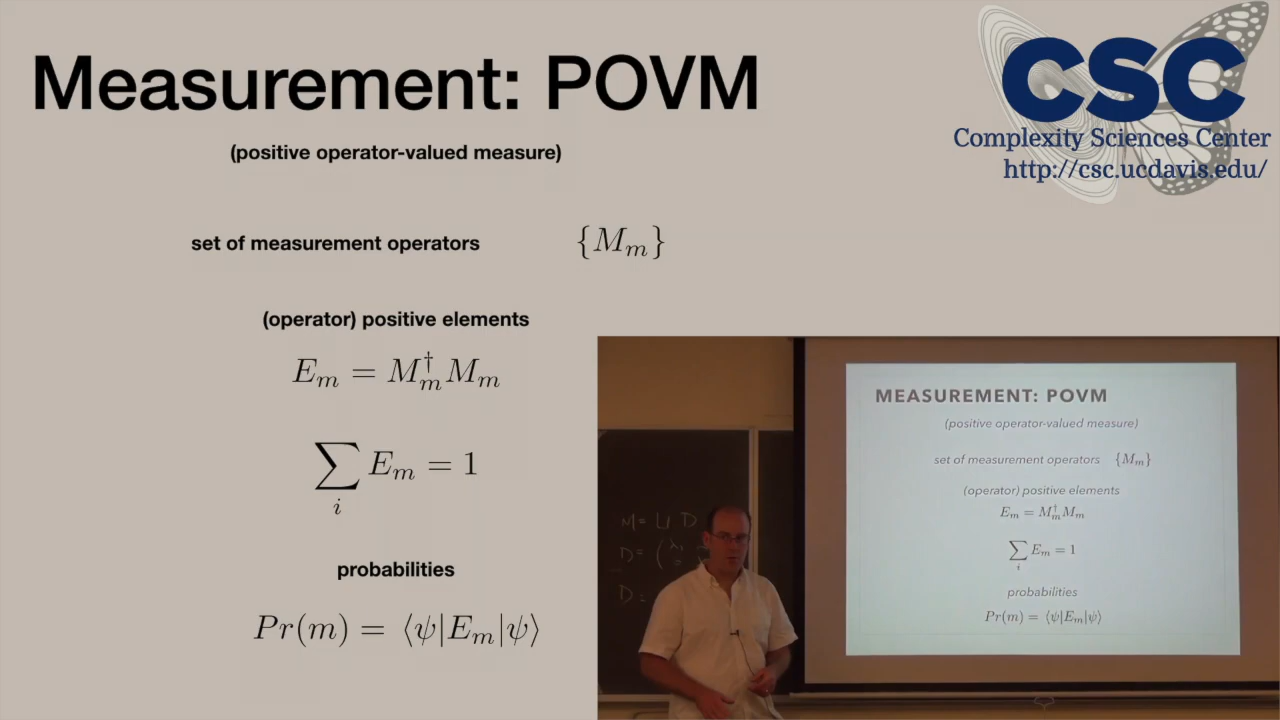 Measurement: POVM
(positive operator-valued measure)
set of measurement operators {M_m}
(operator) positive elements
E_m = M_m^† M_m
∑_i E_m = 1
probabilities
Pr(m) = ⟨ψ|E_m|ψ⟩
CSC
Complexity Sciences Center
http://csc.ucdavis.edu/
MEASUREMENT: POVM
(positive operator-valued measure)
set of measurement operators {M_m}
(operator) positive elements
E_m = M_m^† M_m
∑_i E_m = 1
probabilities
Pr(m) = ⟨ψ|E_m|ψ⟩
M = U D